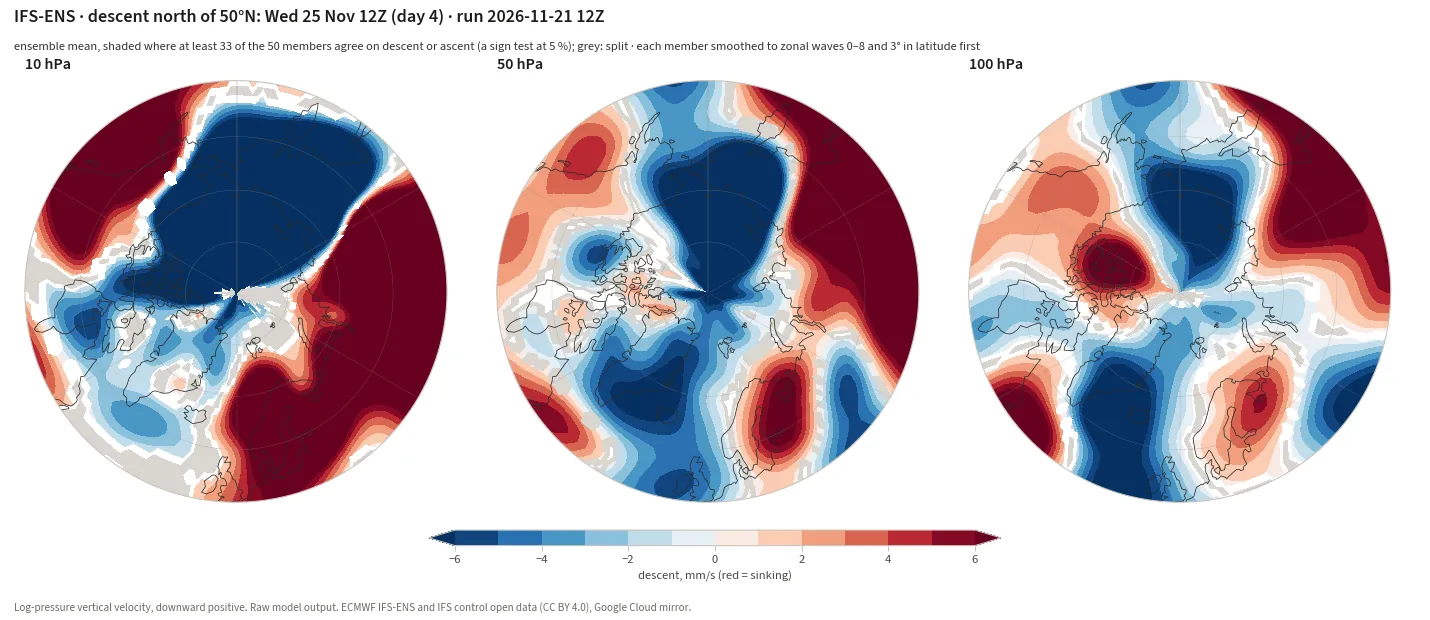 IFS-ENS · descent north of 50°N: Wed 25 Nov 12Z (day 4) · run 2026-11-21 12Z
ensemble mean, shaded where at least 33 of the 50 members agree on descent or ascent (a sign test at 5 %); grey: split · each member smoothed to zonal waves 0–8 and 3° in latitude first
10 hPa 50 hPa 100 hPa
−6 −4 −2 0 2 4 6
descent, mm/s (red = sinking)
Log-pressure vertical velocity, downward positive. Raw model output. ECMWF IFS-ENS and IFS control open data (CC BY 4.0), Google Cloud mirror.